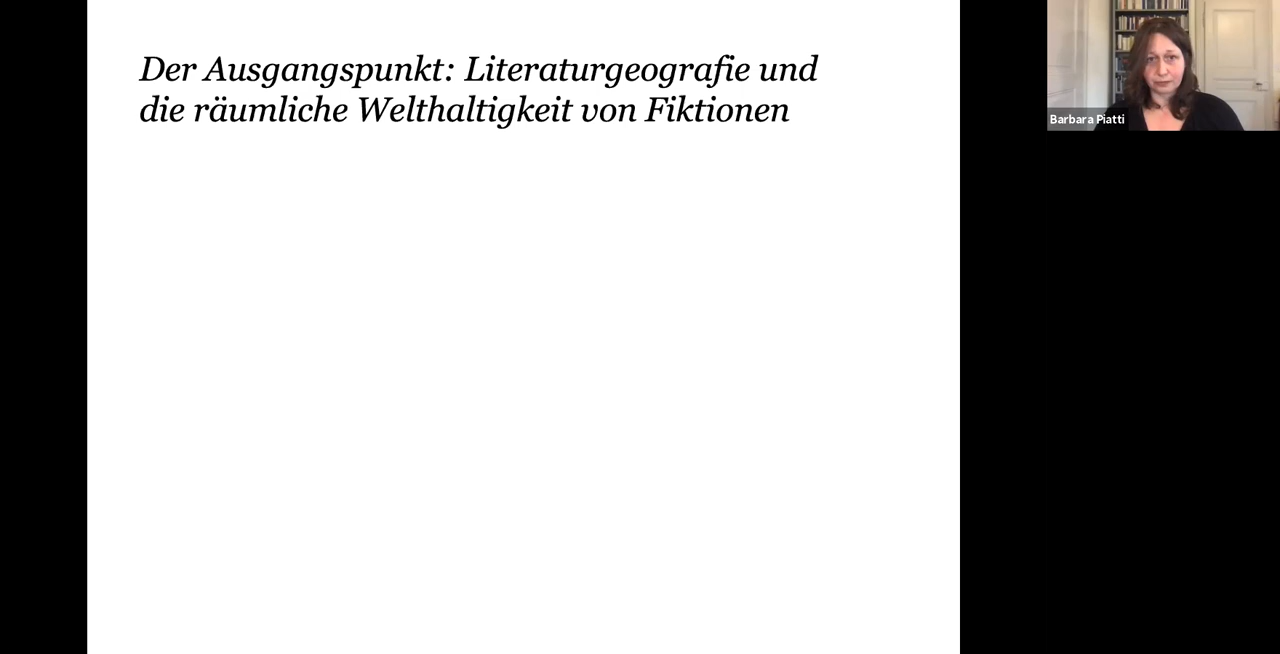 Der Ausgangspunkt: Literaturgeografie und
die räumliche Welthaltigkeit von Fiktionen
Barbara Piatti